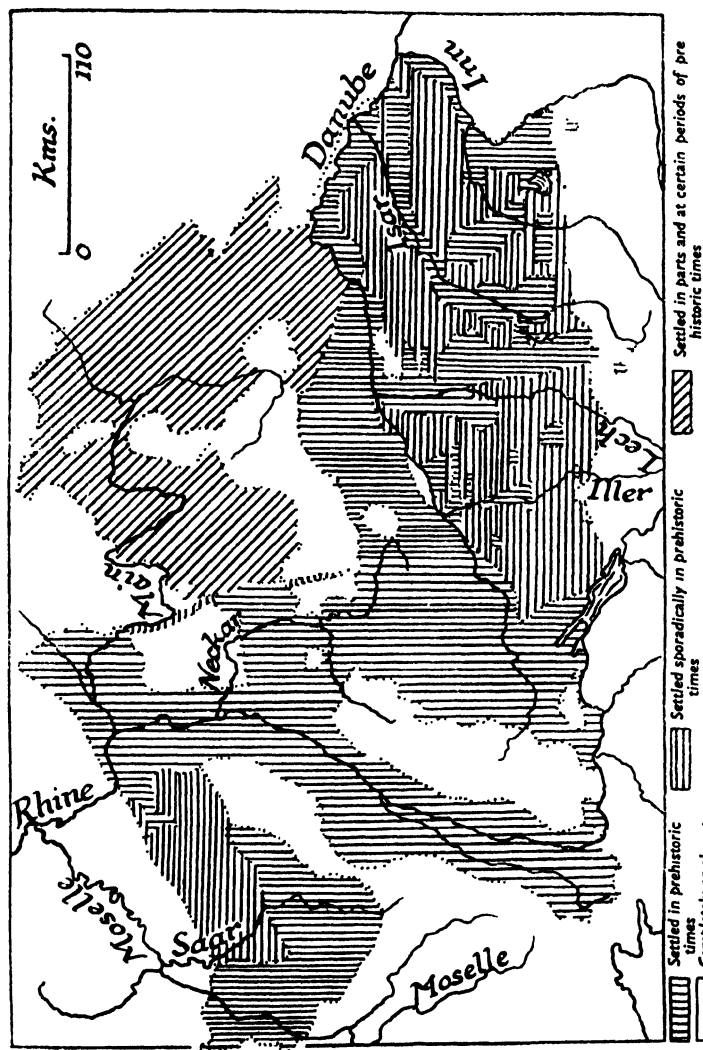 Kms.
0 110
Danube
Inn
Isar
Lech
Iller
Main
Neckar
Rhine
Moselle
Saar
Moselle
Settled in prehistoric
times
Settled sporadically in prehistoric
times
Settled in parts and at certain periods of pre
historic times